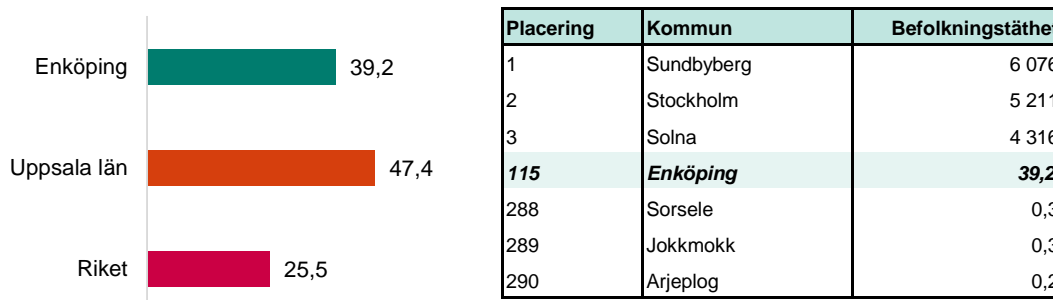 Enköping 39,2
Uppsala län 47,4
Riket 25,5
Placering Kommun Befolkningstäthet
1 Sundbyberg 6 076
2 Stockholm 5 211
3 Solna 4 316
115 Enköping 39,2
288 Sorsele 0,3
289 Jokkmokk 0,3
290 Arjeplog 0,2